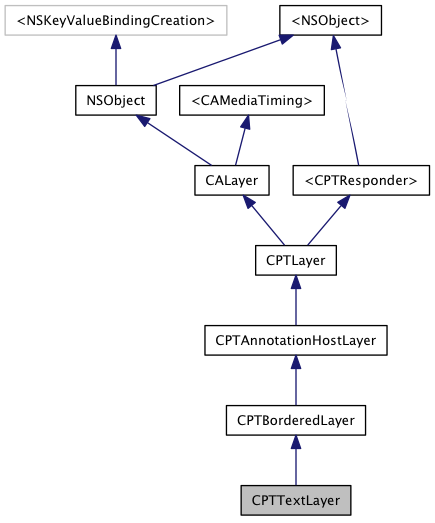 <NSKeyValueBindingCreation>
<NSObject>
NSObject
<CAMediaTiming>
CALayer
<CPTResponder>
CPTLayer
CPTAnnotationHostLayer
CPTBorderedLayer
CPTTextLayer